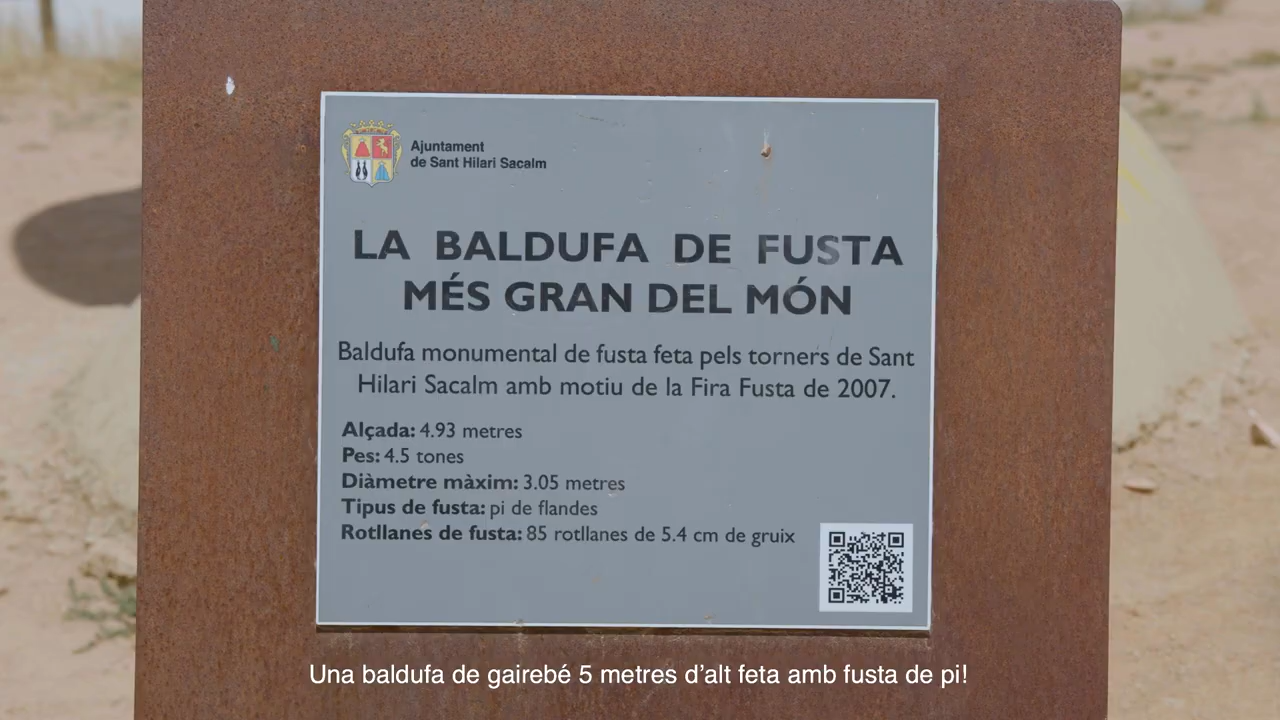 Ajuntament
de Sant Hilari Sacalm
LA BALDUFA DE FUSTA
MÉS GRAN DEL MÓN
Baldufa monumental de fusta feta pels torners de Sant
Hilari Sacalm amb motiu de la Fira Fusta de 2007.
Alçada: 4.93 metres
Pes: 4.5 tones
Diàmetre màxim: 3.05 metres
Tipus de fusta: pi de flandes
Rotllanes de fusta: 85 rotllanes de 5.4 cm de gruix
Una baldufa de gairebé 5 metres d’alt feta amb fusta de pi!